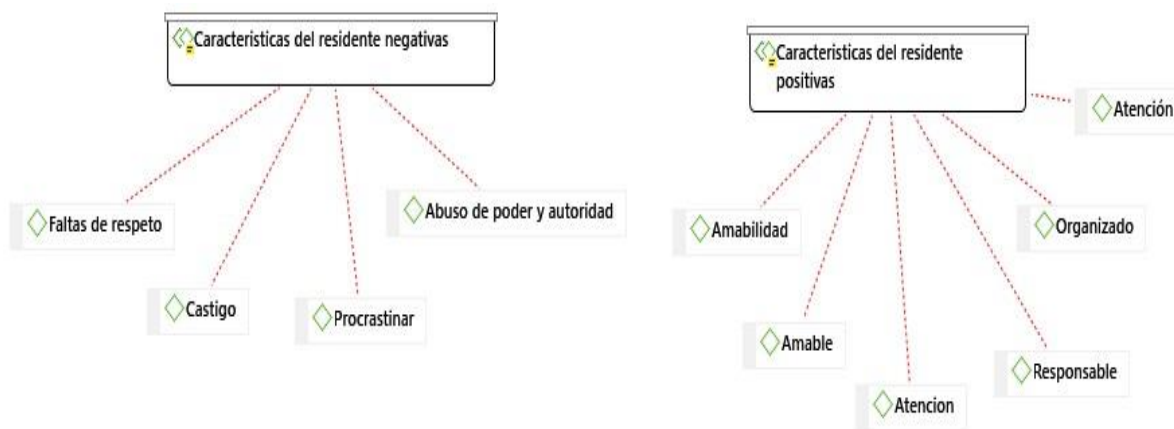 Caracteristicas del residente negativas
Faltas de respeto
Castigo
Procrastinar
Abuso de poder y autoridad
Caracteristicas del residente
positivas
Atención
Amabilidad
Amable
Atencion
Responsable
Organizado